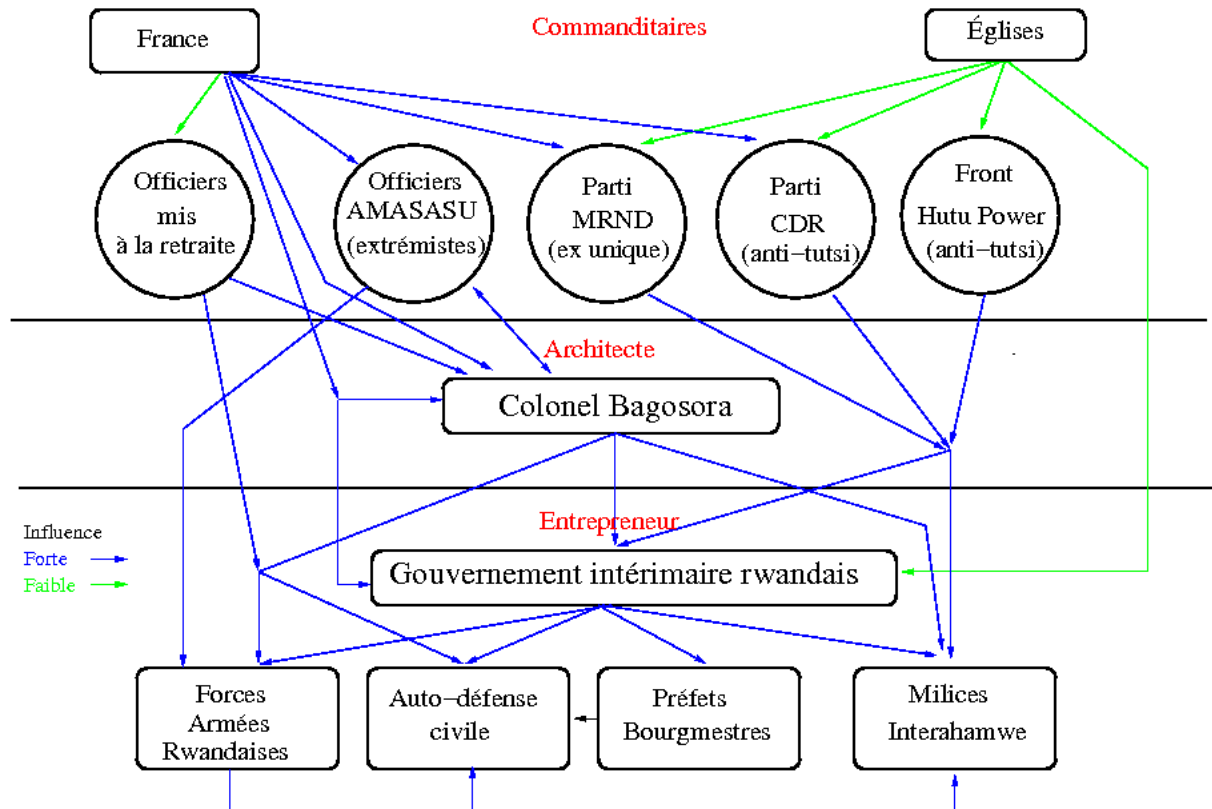 France
Commanditaires
Églises
Officiers
mis
à la retraite
Officiers
AMASASU
(extrémistes)
Parti
MRND
(ex unique)
Parti
CDR
(anti-tutsi)
Front
Hutu Power
(anti-tutsi)
Architecte
Colonel Bagosora
Entrepreneur
Influence
Forte
Faible
Gouvernement intérimaire rwandais
Forces
Armées
Rwandaises
Auto-défense
civile
Préfets
Bourgmestres
Milices
Interahamwe